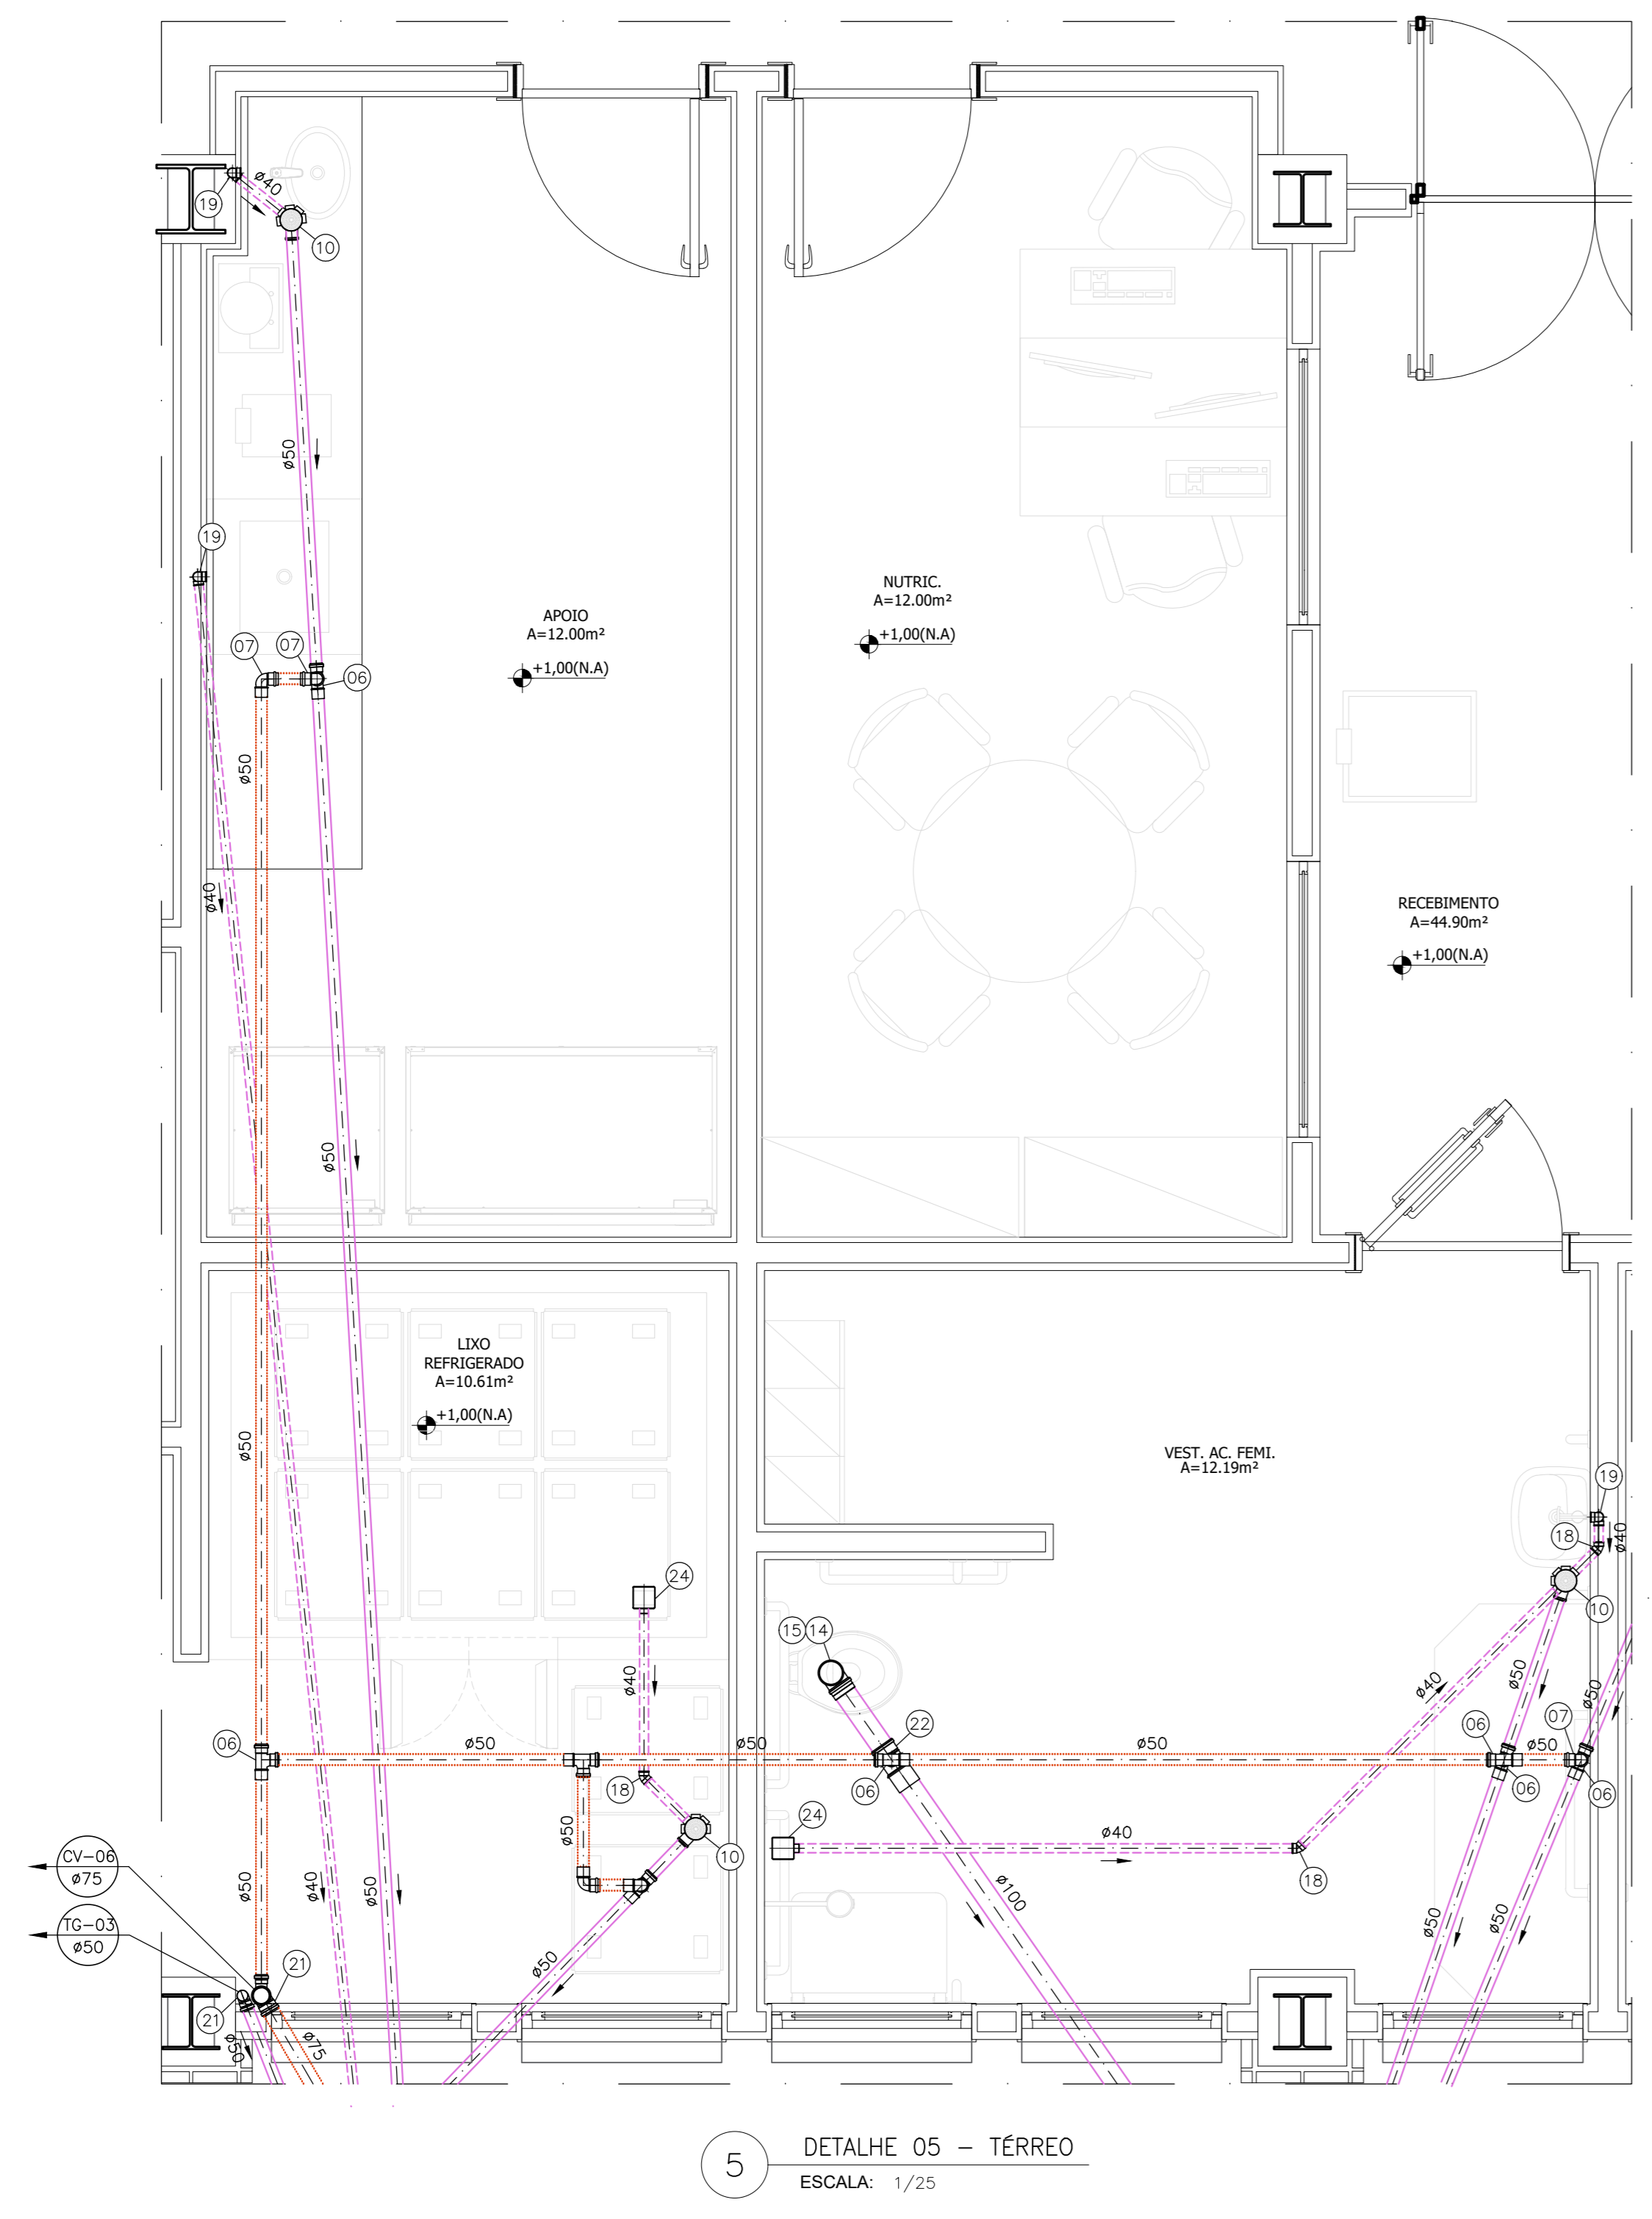 ø40
19
10
ø50
19
07
07
06
APOIO
A=12.00m²
+1,00(N.A)
NUTRIC.
A=12.00m²
+1,00(N.A)
ø50
ø40
RECEBIMENTO
A=44.90m²
+1,00(N.A)
ø50
LIXO
REFRIGERADO
A=10.61m²
+1,00(N.A)
ø50
VEST. AC. FEMI.
A=12.19m²
19
18
ø40
24
10
15
14
ø40
ø40
ø50
ø50
06
ø50
ø50
22
ø50
06
07
ø50
18
06
06
06
ø50
24
ø40
10
18
CV-06
ø75
ø50
ø40
ø50
ø100
ø50
ø50
TG-03
ø50
21
ø50
21
ø50
ø75
5
DETALHE 05 – TÉRREO
ESCALA: 1/25